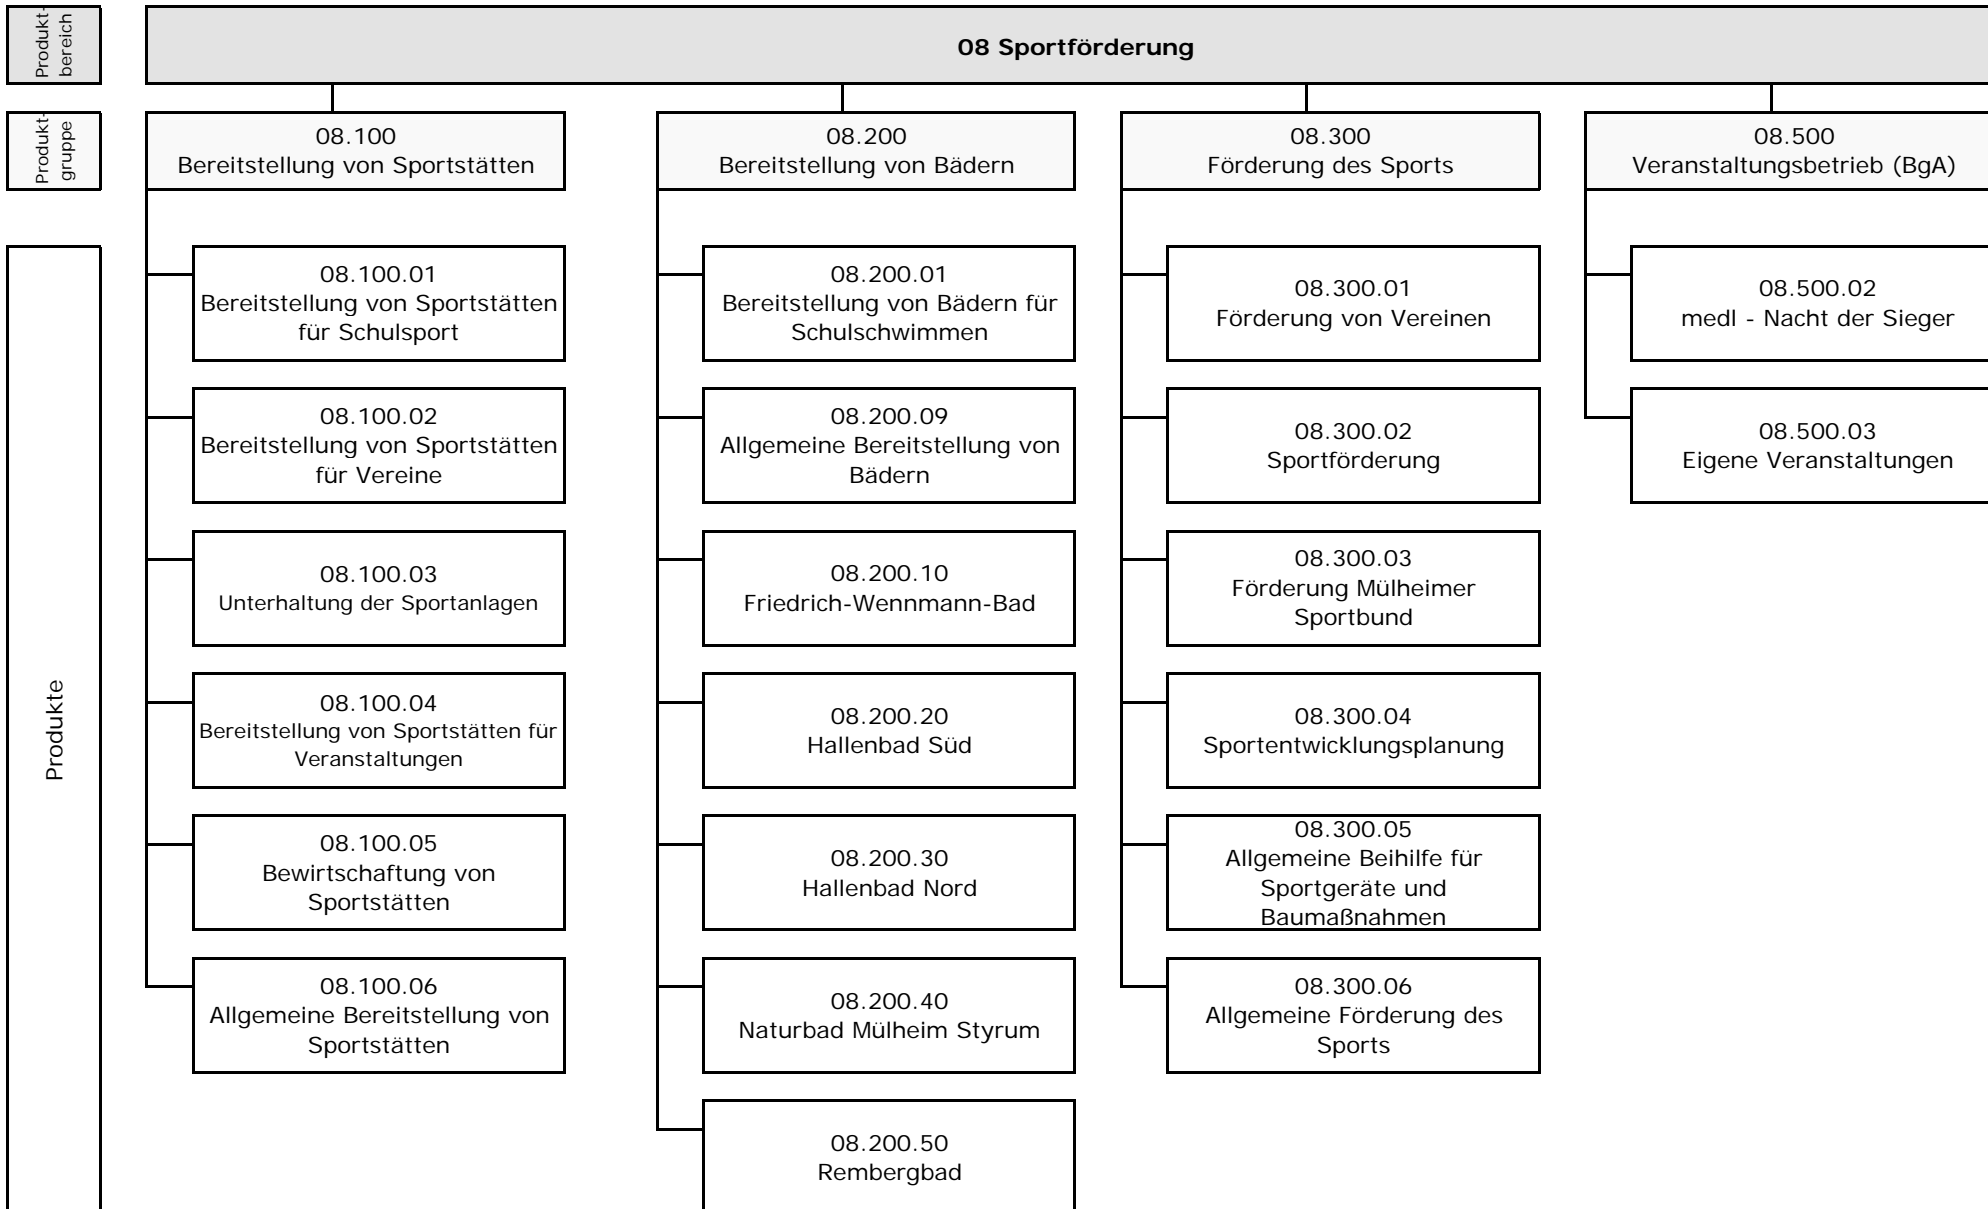 Produkt-
bereich
08 Sportförderung
Produkt-
gruppe
08.100
Bereitstellung von Sportstätten
08.200
Bereitstellung von Bädern
08.300
Förderung des Sports
08.500
Veranstaltungsbetrieb (BgA)
Produkte
08.100.01
Bereitstellung von Sportstätten
für Schulsport
08.100.02
Bereitstellung von Sportstätten
für Vereine
08.100.03
Unterhaltung der Sportanlagen
08.100.04
Bereitstellung von Sportstätten für
Veranstaltungen
08.100.05
Bewirtschaftung von
Sportstätten
08.100.06
Allgemeine Bereitstellung von
Sportstätten
08.200.01
Bereitstellung von Bädern für
Schulschwimmen
08.200.09
Allgemeine Bereitstellung von
Bädern
08.200.10
Friedrich-Wennmann-Bad
08.200.20
Hallenbad Süd
08.200.30
Hallenbad Nord
08.200.40
Naturbad Mülheim Styrum
08.200.50
Rembergbad
08.300.01
Förderung von Vereinen
08.300.02
Sportförderung
08.300.03
Förderung Mülheimer
Sportbund
08.300.04
Sportentwicklungsplanung
08.300.05
Allgemeine Beihilfe für
Sportgeräte und
Baumaßnahmen
08.300.06
Allgemeine Förderung des
Sports
08.500.02
medl - Nacht der Sieger
08.500.03
Eigene Veranstaltungen